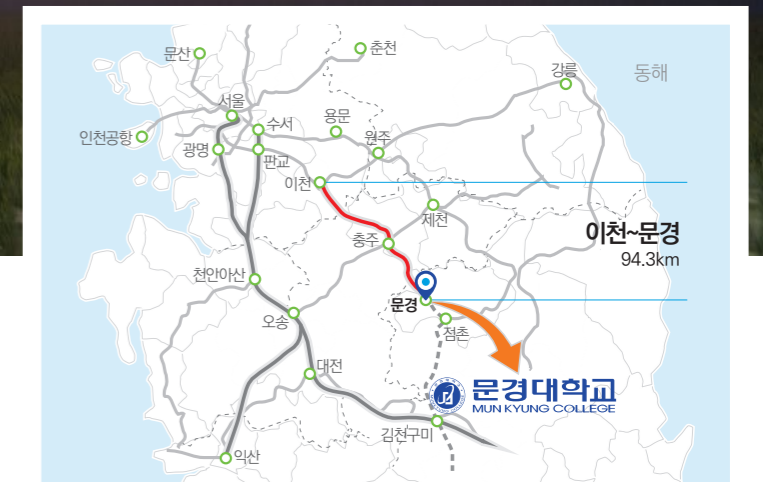 문산
춘천
강릉
동해
서울
수서
용문
원주
인천공항
광명
판교
이천
제천
이천~문경
94.3km
충주
천안아산
문경
오송
점촌
대전
문경대학교
MUN KYUNG COLLEGE
김천구미
익산